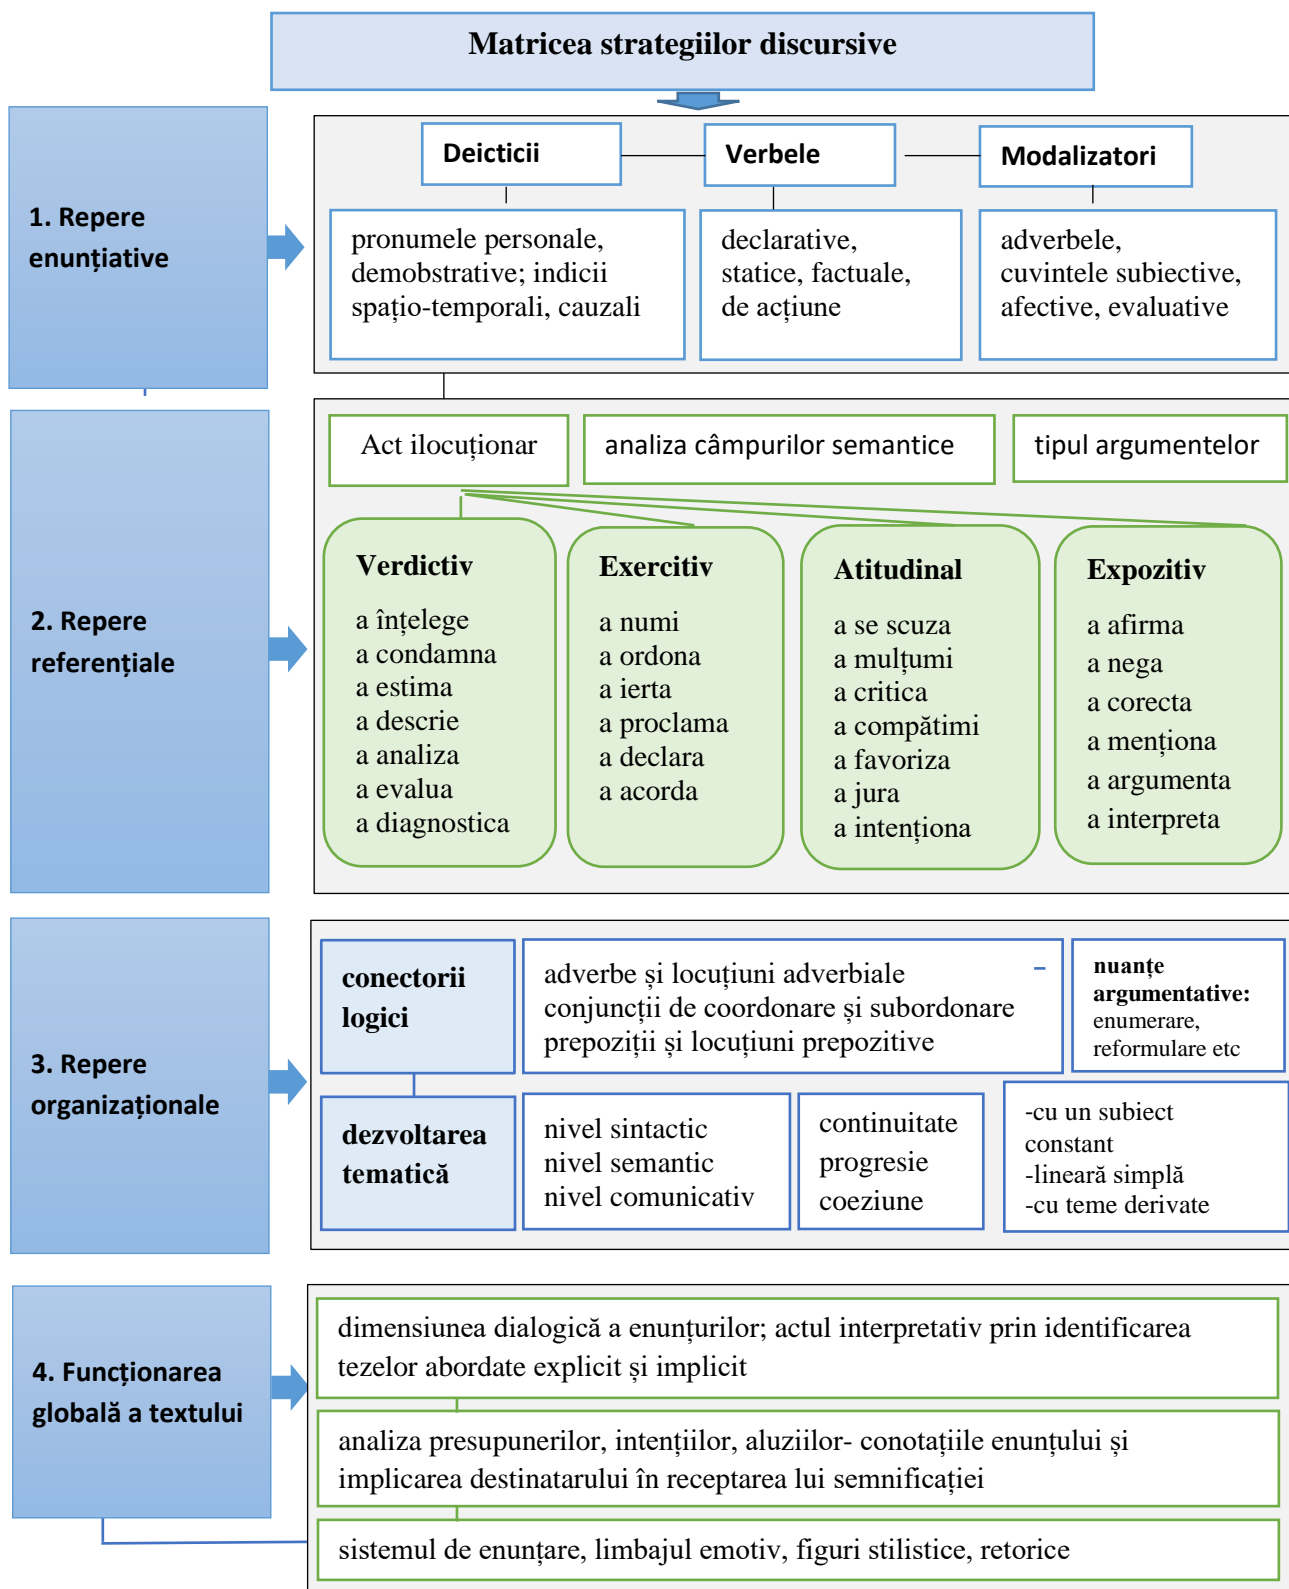 Matricea strategiilor discursive
1. Repere
enunțiative
Deicticii
Verbele
Modalizatori
pronumele personale,
demobstrative; indicii
spațio-temporali, cauzali
declarative,
statice, factuale,
de acțiune
adverbele,
cuvintele subiective,
afective, evaluative
2. Repere
referențiale
Act ilocuționar
analiza câmpurilor semantice
tipul argumentelor
Verdictiv
a înțelege
a condamna
a estima
a descrie
a analiza
a evalua
a diagnostica
Exercitiv
a numi
a ordona
a ierta
a proclama
a declara
a acorda
Atitudinal
a se scuza
a mulțumi
a critica
a compătimi
a favoriza
a jura
a intenționa
Expozitiv
a afirma
a nega
a corecta
a menționa
a argumenta
a interpreta
3. Repere
organizaționale
conectorii
logici
adverbe și locuțiuni adverbiale
conjuncții de coordonare și subordonare
prepoziții și locuțiuni prepozitive
nuanțe
argumentative:
enumerare,
reformulare etc
dezvoltarea
tematică
nivel sintactic
nivel semantic
nivel comunicativ
continuitate
progresie
coeziune
-cu un subiect
constant
-lineară simplă
-cu teme derivate
4. Funcționarea
globală a textului
dimensiunea dialogică a enunțurilor; actul interpretativ prin identificarea
tezelor abordate explicit și implicit
analiza presupunerilor, intențiilor, aluziilor- conotațiile enunțului și
implicarea destinatarului în receptarea lui semnificației
sistemul de enunțare, limbajul emotiv, figuri stilistice, retorice